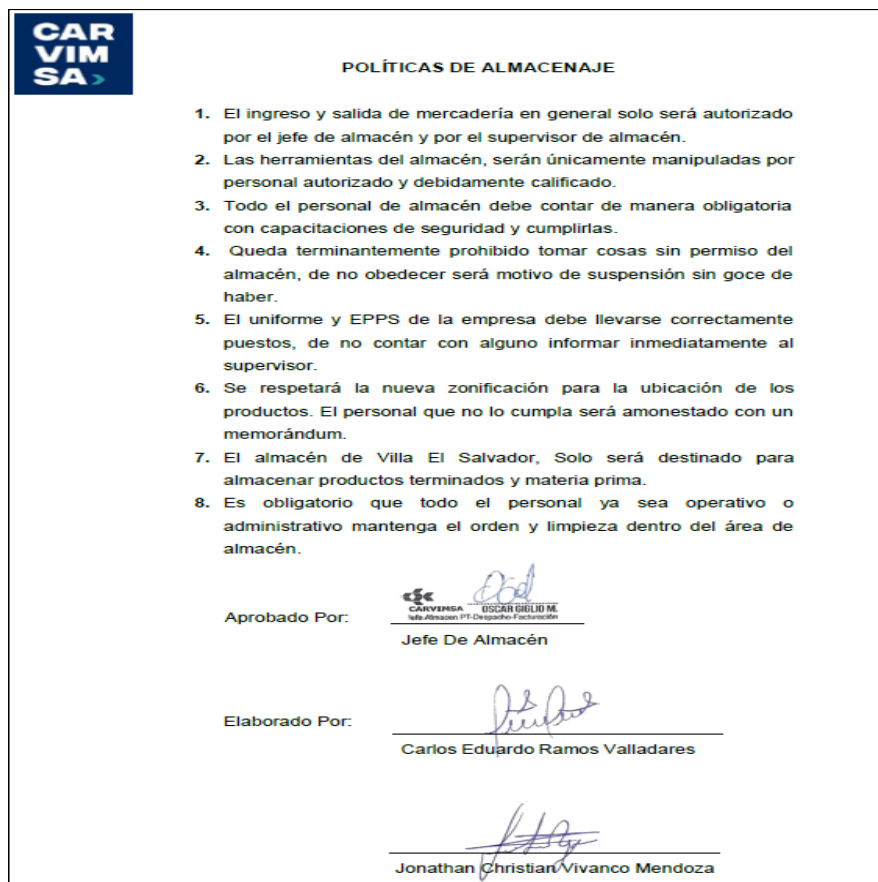 CAR
VIM
SA>
POLÍTICAS DE ALMACENAJE
1. El ingreso y salida de mercadería en general solo será autorizado
por el jefe de almacén y por el supervisor de almacén.
2. Las herramientas del almacén, serán únicamente manipuladas por
personal autorizado y debidamente calificado.
3. Todo el personal de almacén debe contar de manera obligatoria
con capacitaciones de seguridad y cumplirlas.
4. Queda terminantemente prohibido tomar cosas sin permiso del
almacén, de no obedecer será motivo de suspensión sin goce de
haber.
5. El uniforme y EPPS de la empresa debe llevarse correctamente
puestos, de no contar con alguno informar inmediatamente al
supervisor.
6. Se respetará la nueva zonificación para la ubicación de los
productos. El personal que no lo cumpla será amonestado con un
memorándum.
7. El almacén de Villa El Salvador, Solo será destinado para
almacenar productos terminados y materia prima.
8. Es obligatorio que todo el personal ya sea operativo o
administrativo mantenga el orden y limpieza dentro del área de
almacén.
CARVIMSA OSCAR GIGLIO M.
Jefe Almacen PT-Despacho-Facturación
Aprobado Por:
Jefe De Almacén
Elaborado Por:
Carlos Eduardo Ramos Valladares
Jonathan Christian Vivanco Mendoza